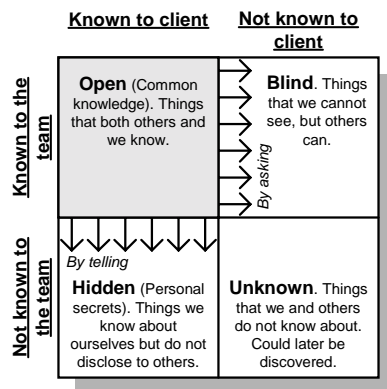 Known to client
Not known to
client
Known to the
team
Open (Common
knowledge). Things
that both others and
we know.
Blind. Things
that we cannot
see, but others
can.
By asking
Not known to
the team
By telling
Hidden (Personal
secrets). Things we
know about
ourselves but do not
disclose to others.
Unknown. Things
that we and others
do not know about.
Could later be
discovered.